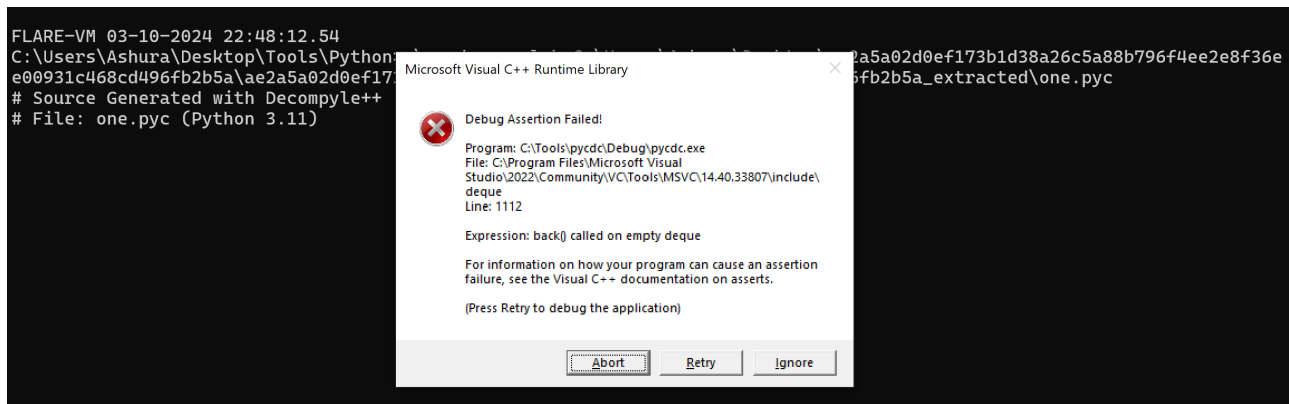 FLARE-VM 03-10-2024 22:48:12.54
C:\Users\Ashura\Desktop\Tools\Python
2a5a02d0ef173b1d38a26c5a88b796f4ee2e8f36e
e00931c468cd496fb2b5a\ae2a5a02d0ef17
6fb2b5a_extracted\one.pyc
# Source Generated with Decompyle++
# File: one.pyc (Python 3.11)
Microsoft Visual C++ Runtime Library
Debug Assertion Failed!
Program: C:\Tools\pycdc\Debug\pycdc.exe
File: C:\Program Files\Microsoft Visual
Studio\2022\Community\VC\Tools\MSVC\14.40.33807\include\
deque
Line: 1112
Expression: back() called on empty deque
For information on how your program can cause an assertion
failure, see the Visual C++ documentation on asserts.
(Press Retry to debug the application)
Abort
Retry
Ignore